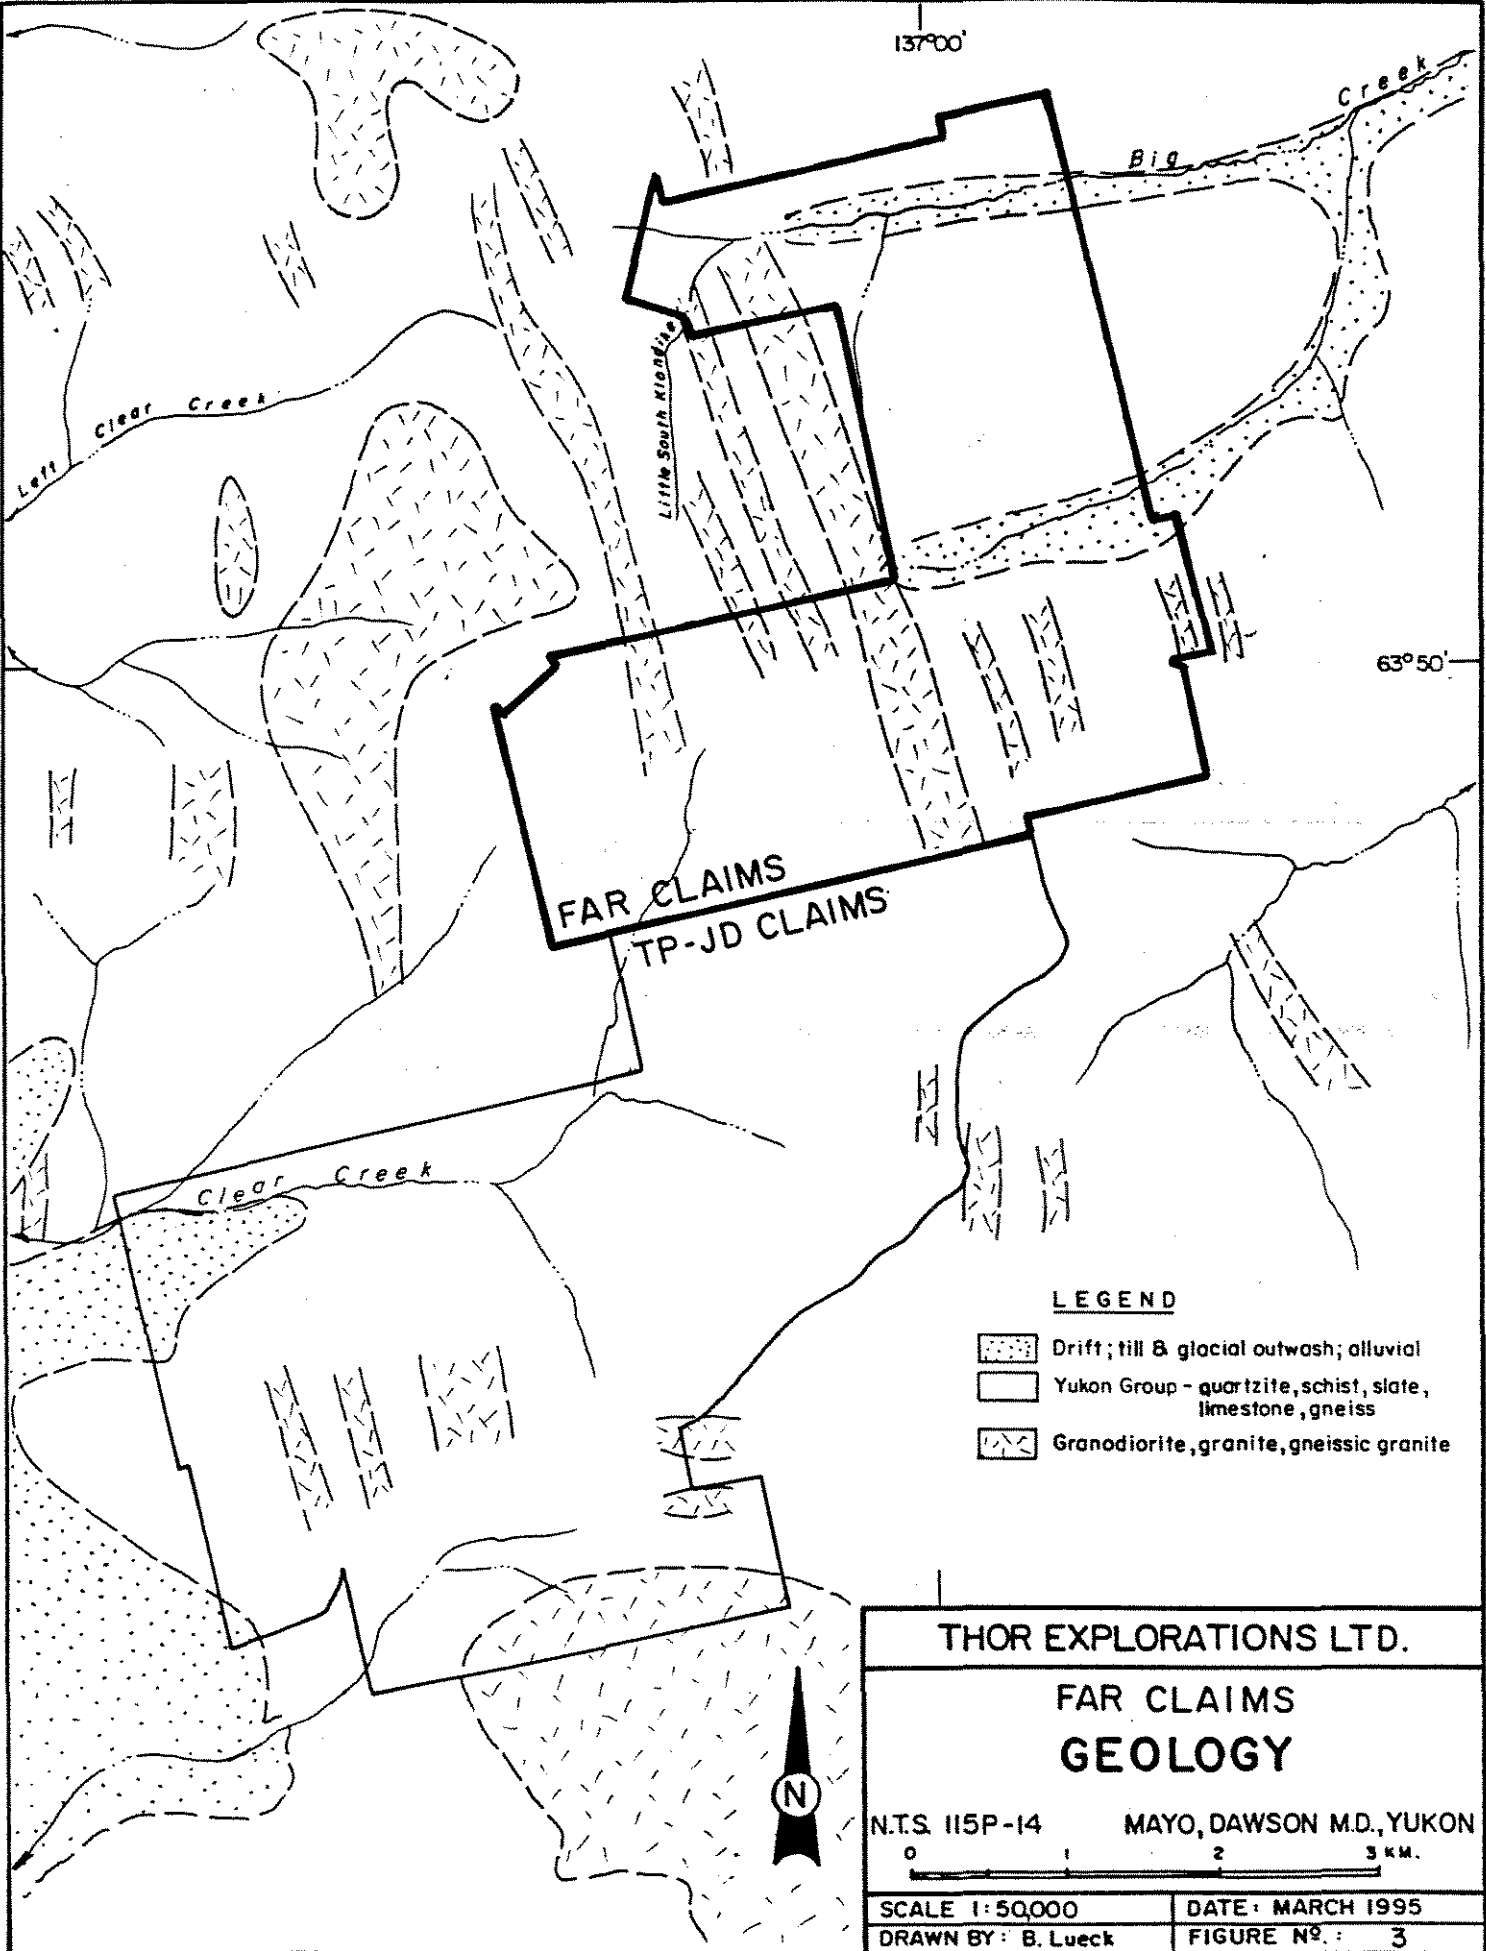 137°00'
Creek
Big
Clear Creek
Left
Little South Klondike
63°50'
FAR CLAIMS
TP-JD CLAIMS
Clear Creek
LEGEND
Drift; till & glacial outwash; alluvial
Yukon Group - quartzite, schist, slate,
limestone, gneiss
Granodiorite, granite, gneissic granite
THOR EXPLORATIONS LTD.
FAR CLAIMS
GEOLOGY
N
N.T.S. 115P-14 MAYO, DAWSON M.D., YUKON
0 1 2 3 KM.
SCALE 1:50,000 DATE: MARCH 1995
DRAWN BY: B. Lueck FIGURE Nº.: 3